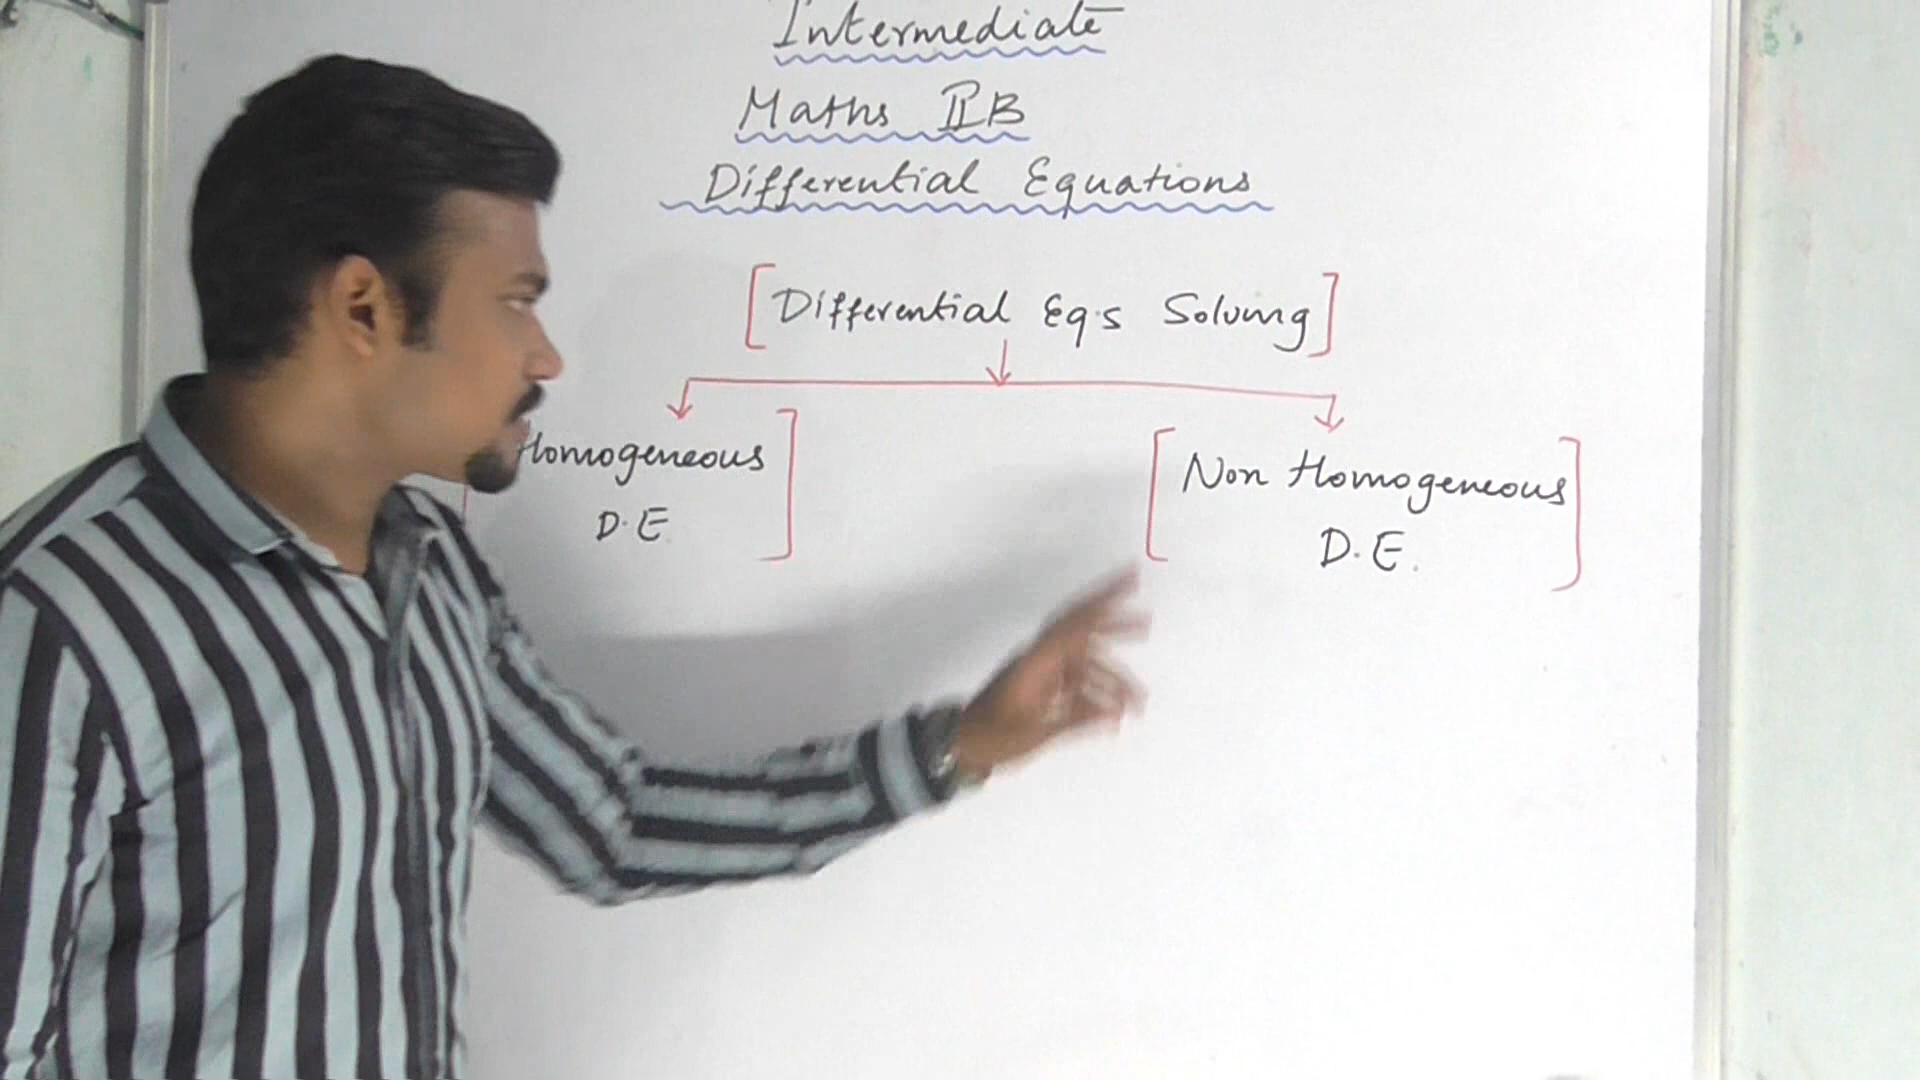 Intermediate
Maths IIB
Differential Equations
[Differential Eq.s Solving]
Homogeneous
D.E.
[Non Homogeneous
D.E.]